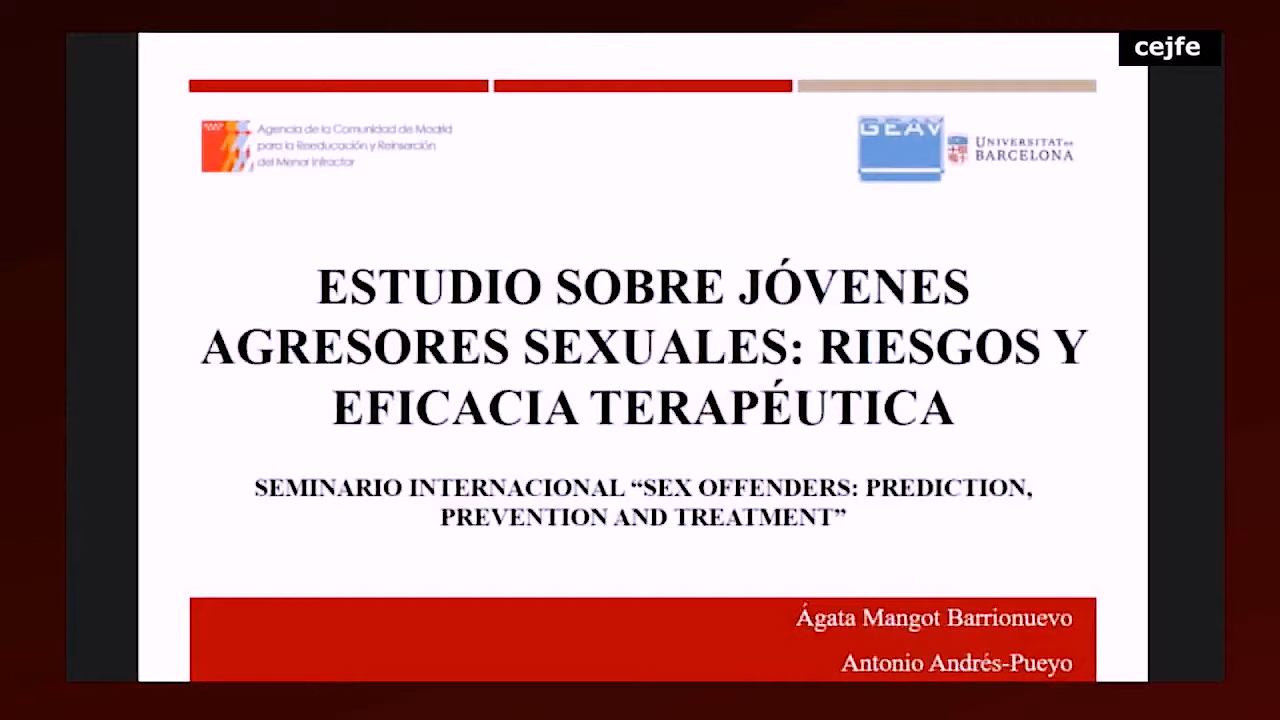 cejfe
Agencia de la Comunidad de Madrid
para la Reeducación y Reinserción
del Menor Infractor
GEAV
UNIVERSITAT DE
BARCELONA
ESTUDIO SOBRE JÓVENES
AGRESORES SEXUALES: RIESGOS Y
EFICACIA TERAPÉUTICA
SEMINARIO INTERNACIONAL “SEX OFFENDERS: PREDICTION,
PREVENTION AND TREATMENT”
Ágata Mangot Barrionuevo
Antonio Andrés-Pueyo